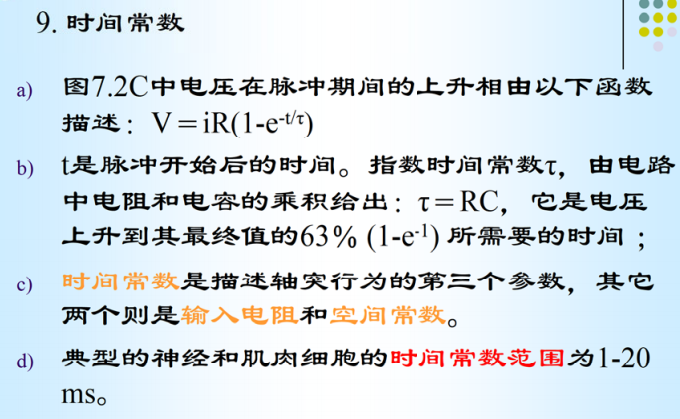 9. 时间常数
a) 图7.2C中电压在脉冲期间的上升相由以下函数
描述：V＝iR(1-e^-t/τ)
b) t是脉冲开始后的时间。指数时间常数τ，由电路
中电阻和电容的乘积给出：τ＝RC，它是电压
上升到其最终值的63％ (1-e^-1) 所需要的时间；
c) 时间常数是描述轴突行为的第三个参数，其它
两个则是输入电阻和空间常数。
d) 典型的神经和肌肉细胞的时间常数范围为1-20
ms。